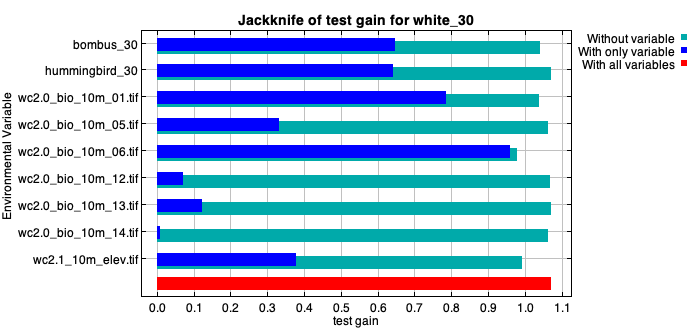 Jackknife of test gain for white_30
Without variable
With only variable
With all variables
Environmental Variable
bombus_30
hummingbird_30
wc2.0_bio_10m_01.tif
wc2.0_bio_10m_05.tif
wc2.0_bio_10m_06.tif
wc2.0_bio_10m_12.tif
wc2.0_bio_10m_13.tif
wc2.0_bio_10m_14.tif
wc2.1_10m_elev.tif
0.0 0.1 0.2 0.3 0.4 0.5 0.6 0.7 0.8 0.9 1.0 1.1
test gain